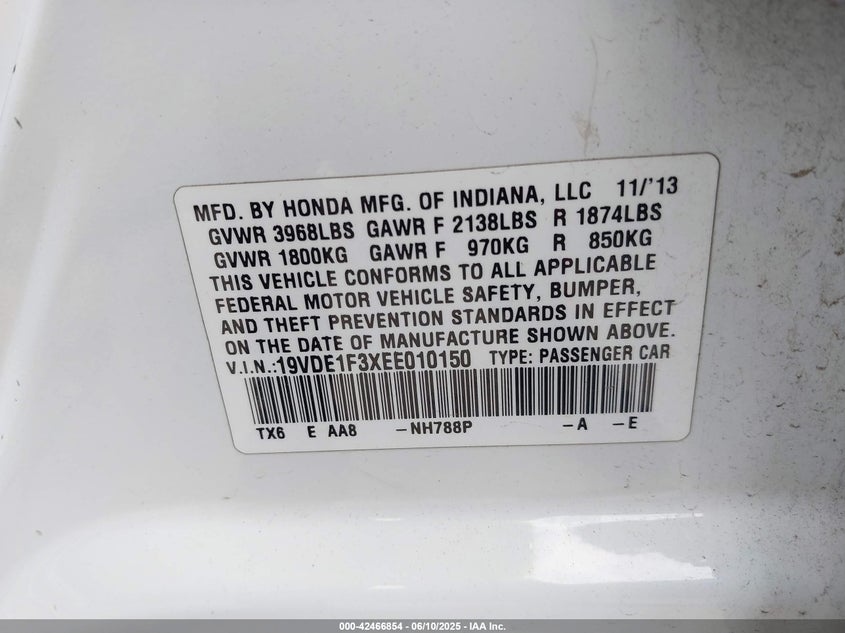 MFD. BY HONDA MFG. OF INDIANA, LLC 11/'13
GVWR 3968LBS GAWR F 2138LBS R 1874LBS
GVWR 1800KG GAWR F 970KG R 850KG
THIS VEHICLE CONFORMS TO ALL APPLICABLE
FEDERAL MOTOR VEHICLE SAFETY, BUMPER,
AND THEFT PREVENTION STANDARDS IN EFFECT
ON THE DATE OF MANUFACTURE SHOWN ABOVE.
V.I.N.:19VDE1F3XEE010150 TYPE: PASSENGER CAR
TX6 E AA8 –NH788P –A –E
000-42466854 - 06/10/2025 - IAA Inc.